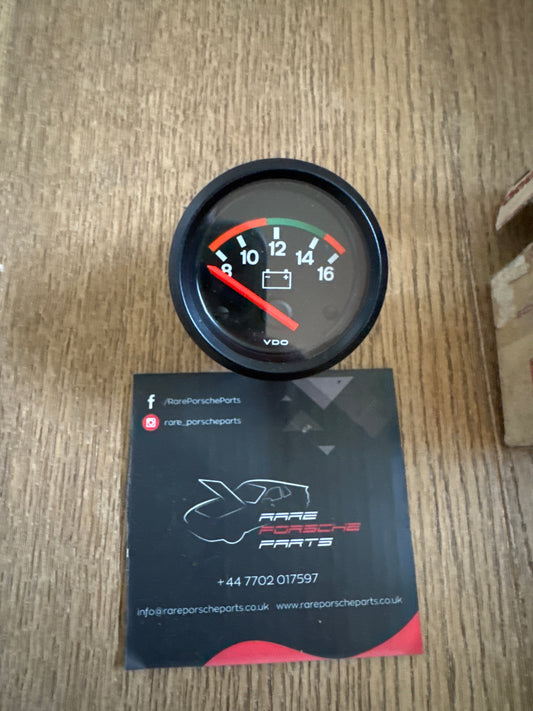 8 10 12 14 16
- +
VDO
f /RarePorscheParts
rare_porscheparts
RARE
PORSCHE
PARTS
+44 7702 017597
info@rareporscheparts.co.uk www.rareporscheparts.co.uk